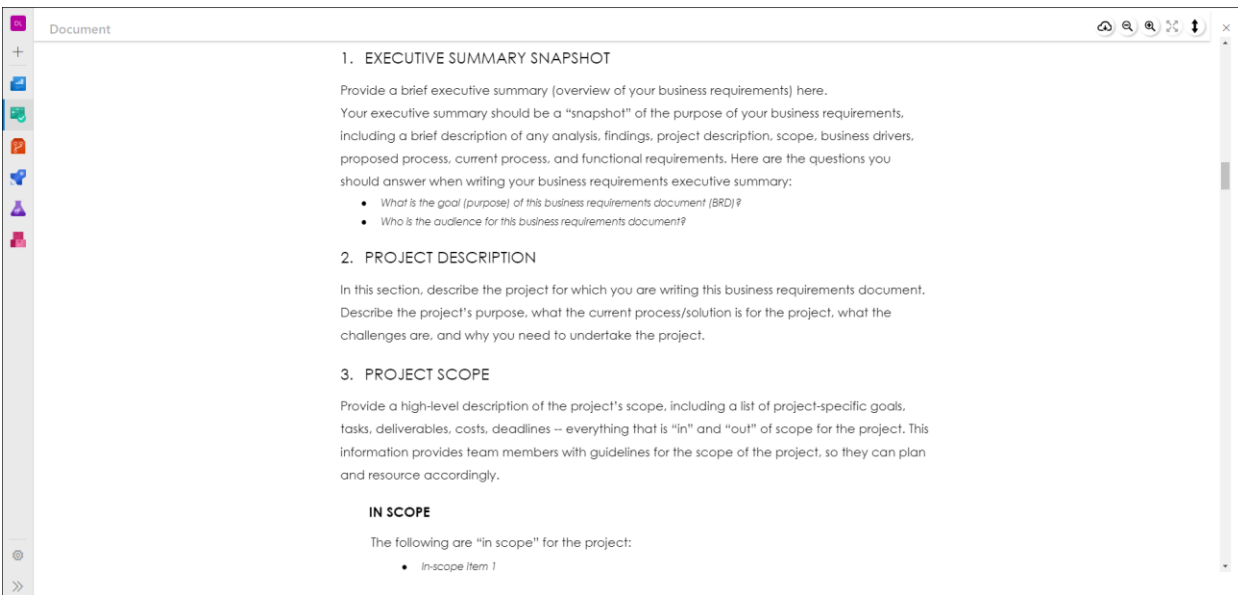 DL
Document
1. EXECUTIVE SUMMARY SNAPSHOT
Provide a brief executive summary (overview of your business requirements) here.
Your executive summary should be a “snapshot” of the purpose of your business requirements,
including a brief description of any analysis, findings, project description, scope, business drivers,
proposed process, current process, and functional requirements. Here are the questions you
should answer when writing your business requirements executive summary:
• What is the goal (purpose) of this business requirements document (BRD)?
• Who is the audience for this business requirements document?
2. PROJECT DESCRIPTION
In this section, describe the project for which you are writing this business requirements document.
Describe the project’s purpose, what the current process/solution is for the project, what the
challenges are, and why you need to undertake the project.
3. PROJECT SCOPE
Provide a high-level description of the project’s scope, including a list of project-specific goals,
tasks, deliverables, costs, deadlines -- everything that is “in” and “out” of scope for the project. This
information provides team members with guidelines for the scope of the project, so they can plan
and resource accordingly.
IN SCOPE
The following are “in scope” for the project:
• In-scope Item 1